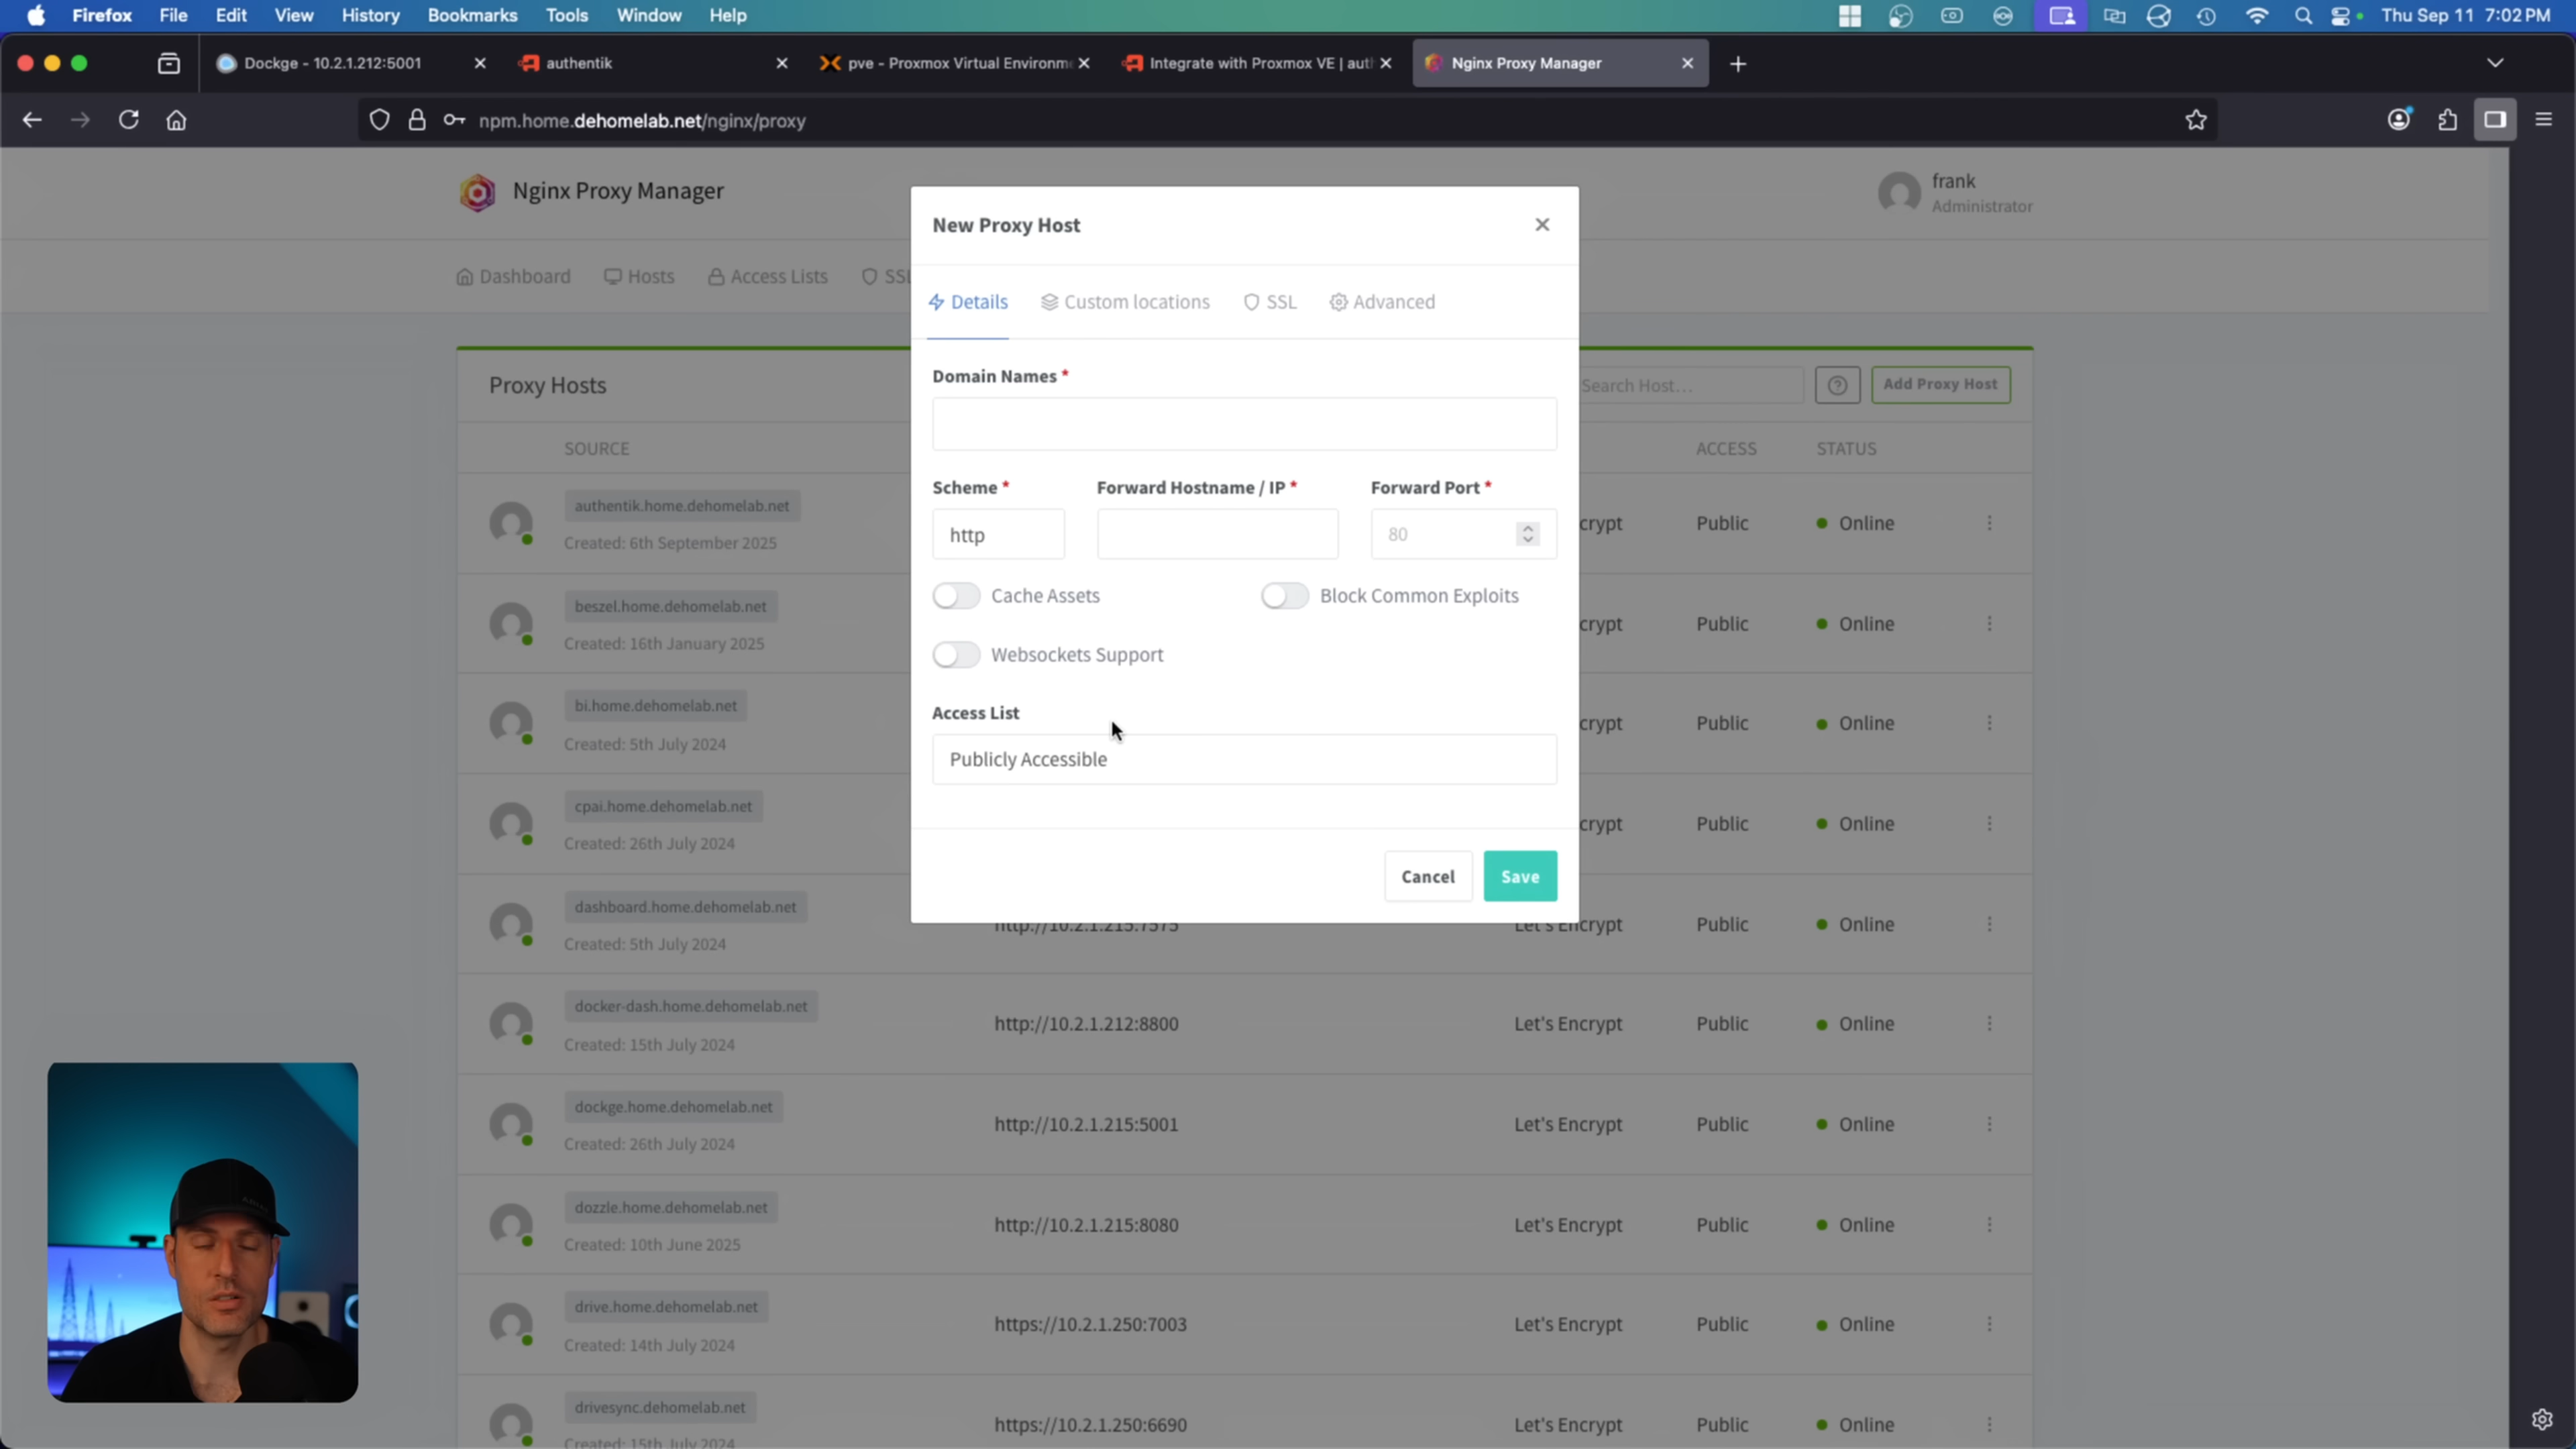 Firefox File Edit View History Bookmarks Tools Window Help Thu Sep 11 7:02 PM
Dockge - 10.2.1.212:5001 authentik pve - Proxmox Virtual Environm Integrate with Proxmox VE | aut Nginx Proxy Manager
npm.home.dehomelab.net/nginx/proxy
Nginx Proxy Manager
frank
Administrator
Dashboard Hosts Access Lists SSL
Proxy Hosts Search Host... Add Proxy Host
SOURCE ACCESS STATUS
authentik.home.dehomelab.net
Created: 6th September 2025
crypt Public Online
beszel.home.dehomelab.net
Created: 16th January 2025
crypt Public Online
bi.home.dehomelab.net
Created: 5th July 2024
crypt Public Online
cpai.home.dehomelab.net
Created: 26th July 2024
crypt Public Online
dashboard.home.dehomelab.net
Created: 5th July 2024
http://10.2.1.215:7575 Let's Encrypt Public Online
docker-dash.home.dehomelab.net
Created: 15th July 2024
http://10.2.1.212:8800 Let's Encrypt Public Online
dockge.home.dehomelab.net
Created: 26th July 2024
http://10.2.1.215:5001 Let's Encrypt Public Online
dozzle.home.dehomelab.net
Created: 10th June 2025
http://10.2.1.215:8080 Let's Encrypt Public Online
drive.home.dehomelab.net
Created: 14th July 2024
https://10.2.1.250:7003 Let's Encrypt Public Online
drivesync.dehomelab.net
Created: 15th July 2024
https://10.2.1.250:6690 Let's Encrypt Public Online
New Proxy Host
Details Custom locations SSL Advanced
Domain Names *
Scheme * Forward Hostname / IP * Forward Port *
http 80
Cache Assets Block Common Exploits
Websockets Support
Access List
Publicly Accessible
Cancel Save